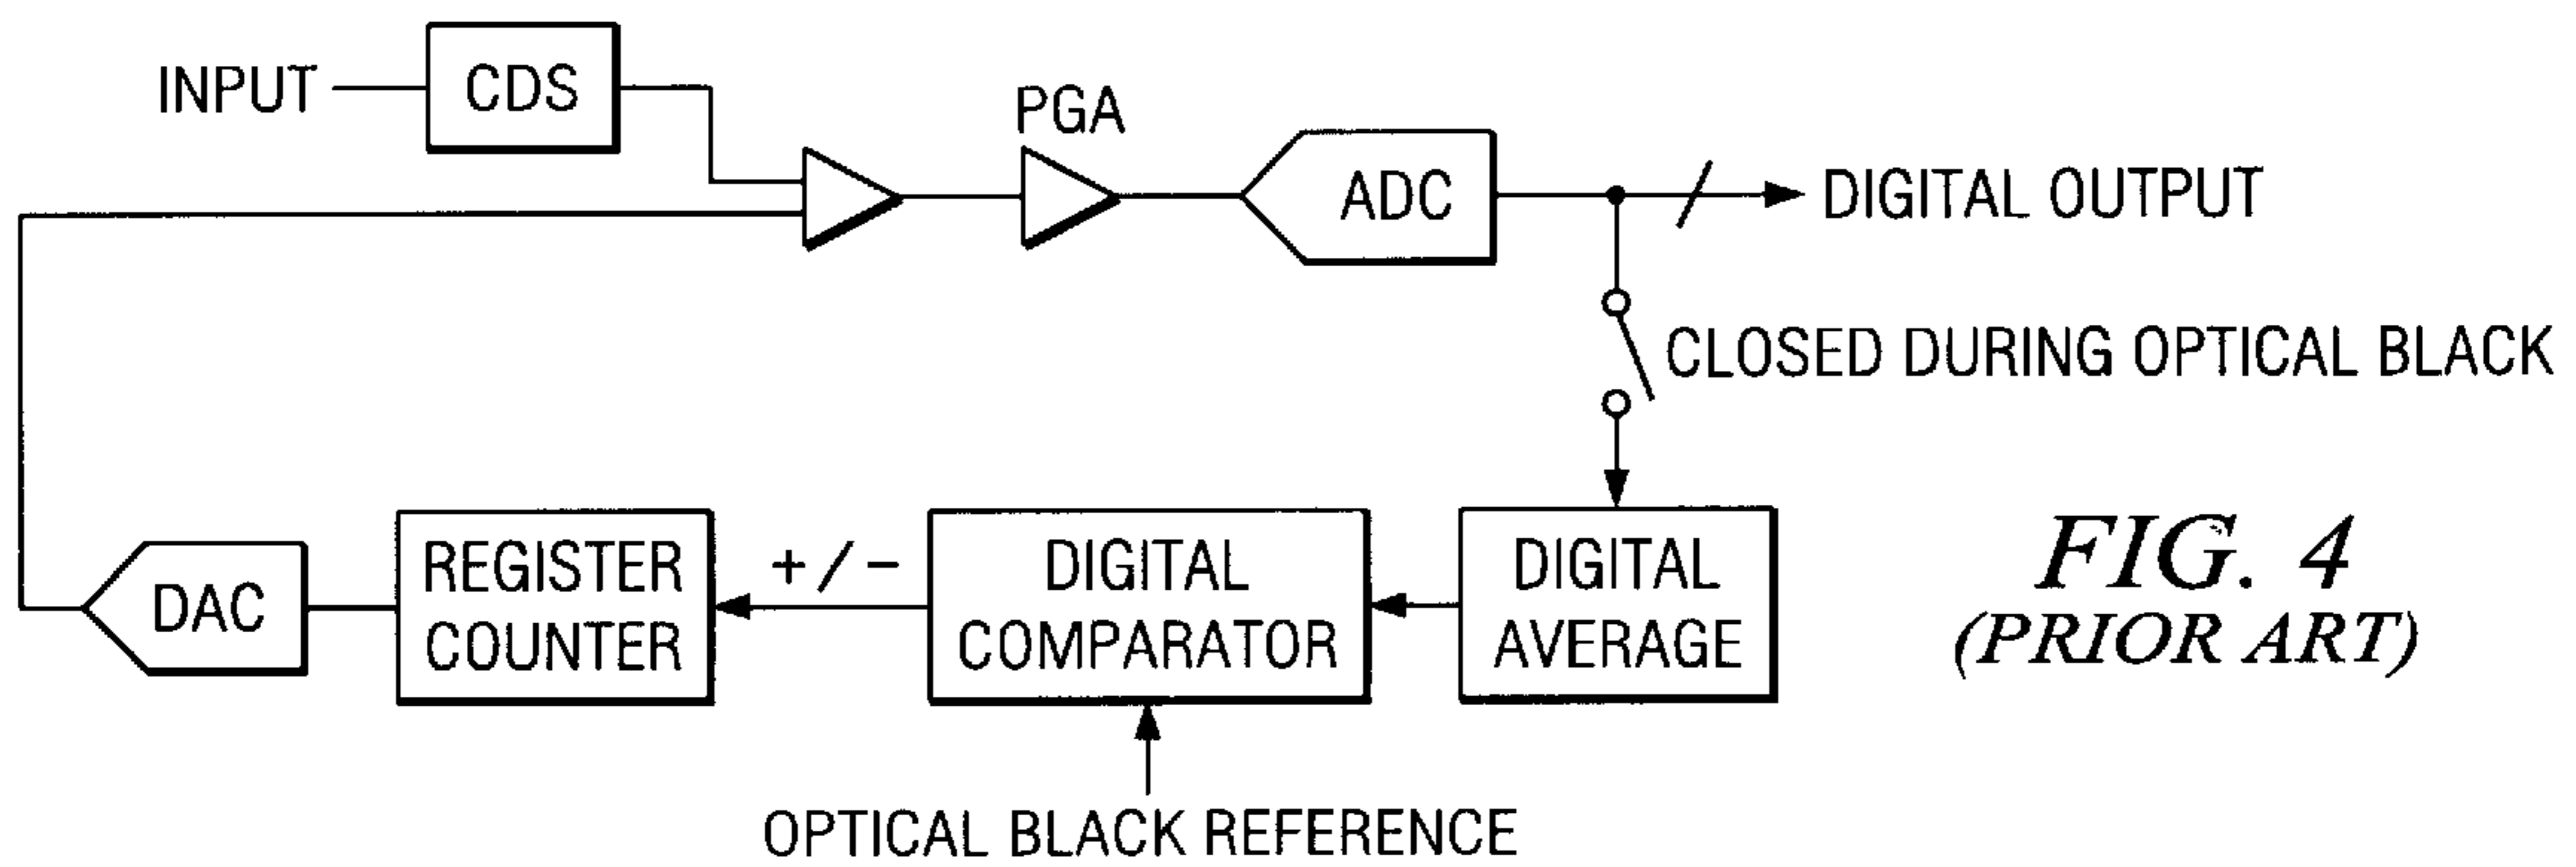 INPUT
CDS
PGA
ADC
DIGITAL OUTPUT
CLOSED DURING OPTICAL BLACK
DAC
REGISTER
COUNTER
+/-
DIGITAL
COMPARATOR
DIGITAL
AVERAGE
OPTICAL BLACK REFERENCE
FIG. 4
(PRIOR ART)